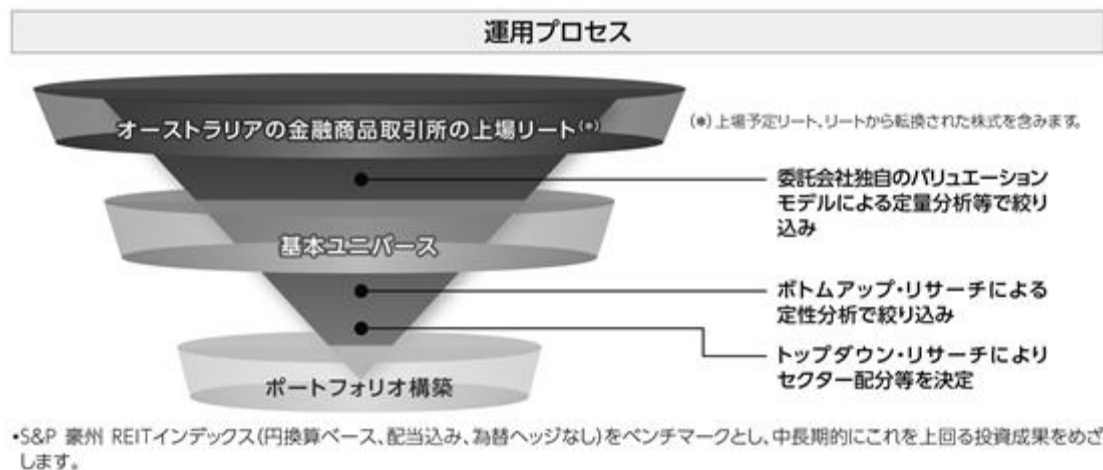 運用プロセス
オーストラリアの金融商品取引所の上場リート(*)
(*)上場予定リート、リートから転換された株式を含みます。
委託会社独自のバリュエーション
モデルによる定量分析等で絞り
込み
基本ユニバース
ボトムアップ・リサーチによる
定性分析で絞り込み
トップダウン・リサーチにより
セクター配分等を決定
ポートフォリオ構築
•S&P 豪州 REITインデックス(円換算ベース、配当込み、為替ヘッジなし)をベンチマークとし、中長期的にこれを上回る投資成果をめざ
します。